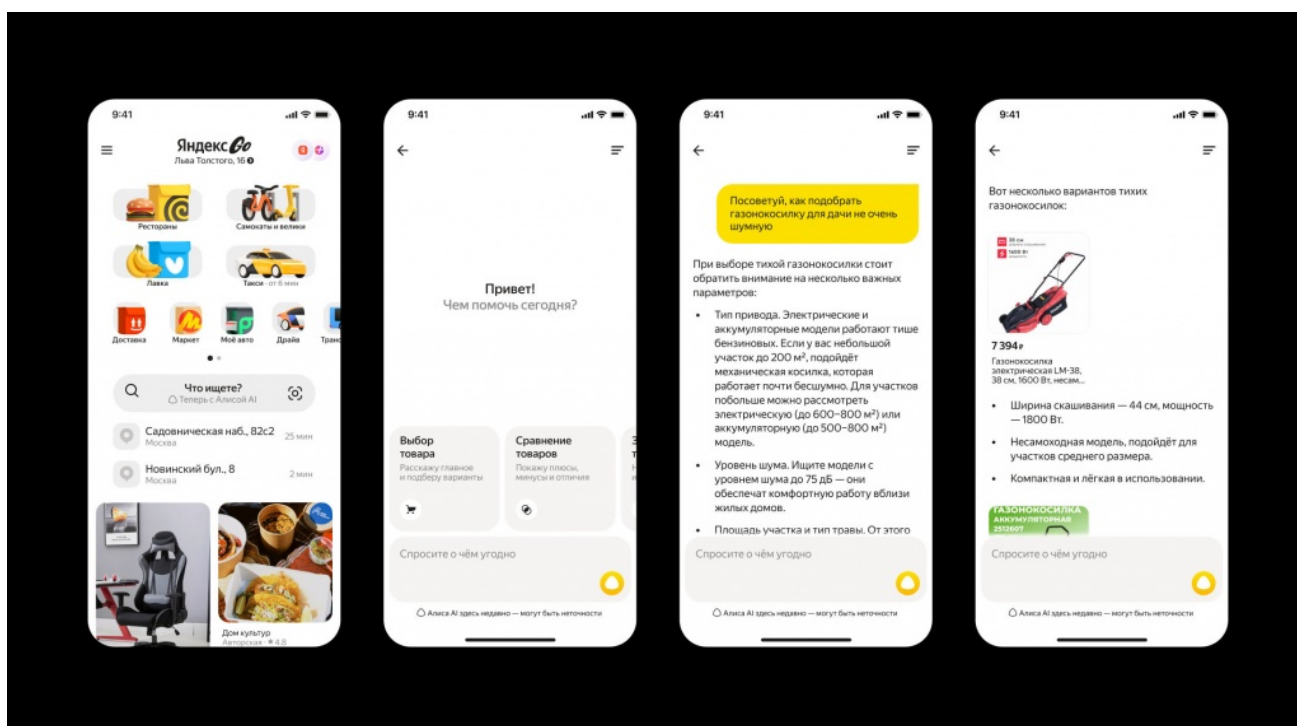 9:41
Яндекс Go
Льва Толстого, 16
Рестораны
Самокаты и велики
Лавка
Такси · от 6 мин
Доставка
Маркет
Моё авто
Драйв
Тран
Что ищете?
Теперь с Алисой AI
Садовническая наб., 82с2
Москва
25 мин
Новинский бул., 8
Москва
2 мин
Дом культур
Авторская · ★ 4.8
9:41
Привет!
Чем помочь сегодня?
Выбор
товара
Расскажу главное
и подберу варианты
Сравнение
товаров
Покажу плюсы,
минусы и отличия
Спросите о чём угодно
Алиса AI здесь недавно — могут быть неточности
9:41
Посоветуй, как подобрать
газонокосилку для дачи не очень
шумную
При выборе тихой газонокосилки стоит
обратить внимание на несколько важных
параметров:
• Тип привода. Электрические и
аккумуляторные модели работают тише
бензиновых. Если у вас небольшой
участок до 200 м², подойдёт
механическая косилка, которая
работает почти бесшумно. Для участков
побольше можно рассмотреть
электрическую (до 600–800 м²) или
аккумуляторную (до 500–800 м²)
модель.
• Уровень шума. Ищите модели с
уровнем шума до 75 дБ — они
обеспечат комфортную работу вблизи
жилых домов.
• Площадь участка и тип травы. От этого
Спросите о чём угодно
Алиса AI здесь недавно — могут быть неточности
9:41
Вот несколько вариантов тихих
газонокосилок:
38 см
1600 Вт
7 394 ₽
Газонокосилка
электрическая LM-38,
38 см, 1600 Вт, несам...
• Ширина скашивания — 44 см, мощность
— 1800 Вт.
• Несамоходная модель, подойдёт для
участков среднего размера.
• Компактная и лёгкая в использовании.
ГАЗОНОКОСИЛКА
АККУМУЛЯТОРНАЯ
2512607
Спросите о чём угодно
Алиса AI здесь недавно — могут быть неточности